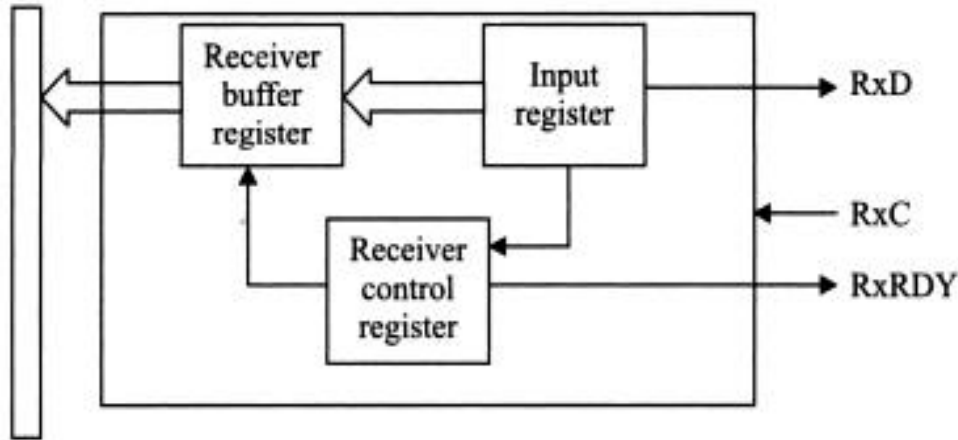 Receiver
buffer
register
Input
register
RxD
RxC
Receiver
control
register
RxRDY